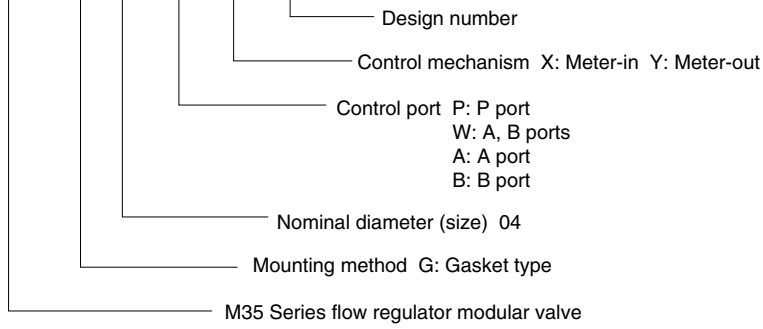 Design number
Control mechanism X: Meter-in Y: Meter-out
Control port P: P port
W: A, B ports
A: A port
B: B port
Nominal diameter (size) 04
Mounting method G: Gasket type
M35 Series flow regulator modular valve